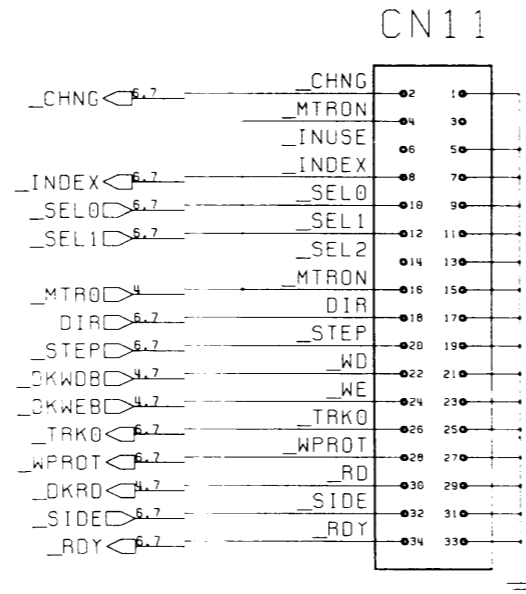 CN11
_CHNG 6.7 _CHNG 2 1
_MTRON 4 3
_INUSE 6 5
_INDEX 6.7 _INDEX 8 7
_SEL0 6.7 _SEL0 10 9
_SEL1 6.7 _SEL1 12 11
_SEL2 14 13
_MTR0 4 _MTRON 16 15
DIR 6.7 DIR 18 17
_STEP 6.7 _STEP 20 19
_DKWDB 4.7 _WD 22 21
_DKWEB 4.7 _WE 24 23
_TRK0 6.7 _TRK0 26 25
_WPROT 6.7 _WPROT 28 27
_DKRD 4.7 _RD 30 29
_SIDE 6.7 _SIDE 32 31
_RDY 6.7 _RDY 34 33